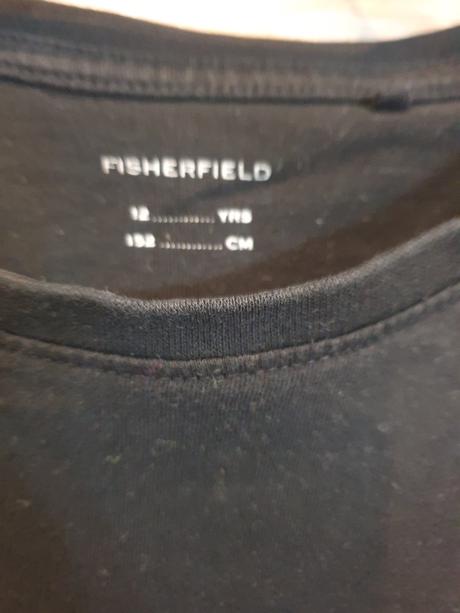 FISHERFIELD
12............ YRS
152 ............ CM